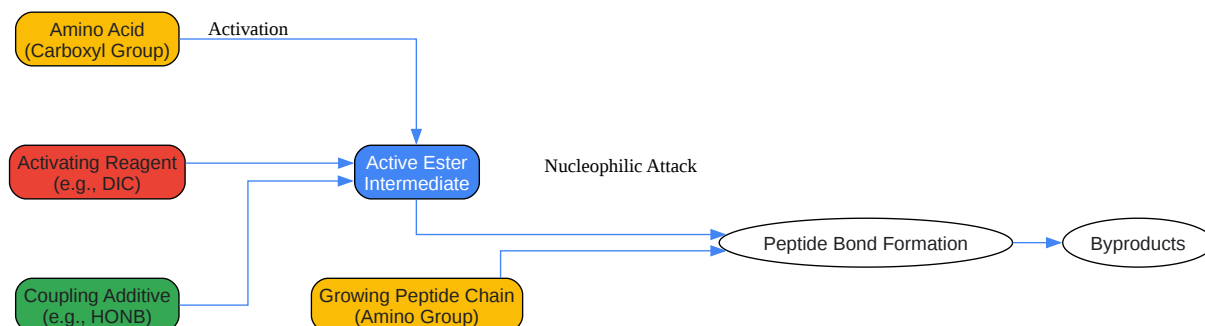 Amino Acid
(Carboxyl Group)
Activation
Activating Reagent
(e.g., DIC)
Active Ester
Intermediate
Nucleophilic Attack
Peptide Bond Formation
Byproducts
Coupling Additive
(e.g., HONB)
Growing Peptide Chain
(Amino Group)